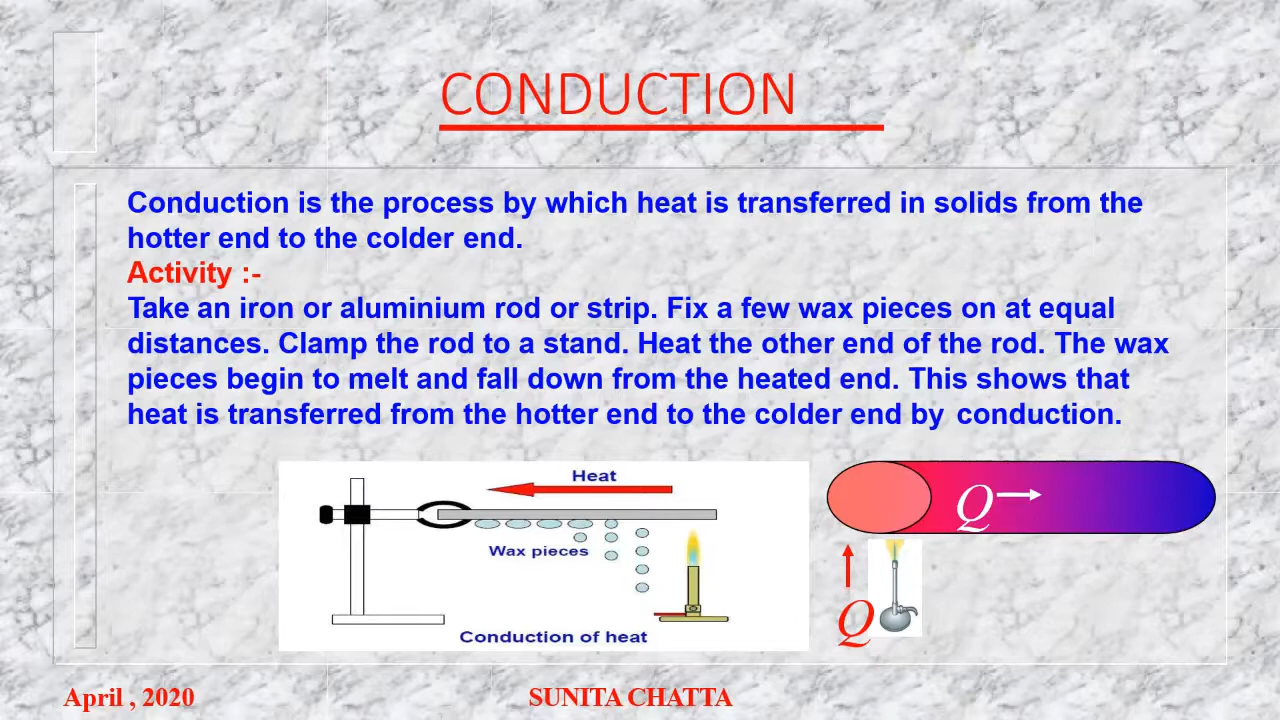 CONDUCTION
Conduction is the process by which heat is transferred in solids from the
hotter end to the colder end.
Activity :-
Take an iron or aluminium rod or strip. Fix a few wax pieces on at equal
distances. Clamp the rod to a stand. Heat the other end of the rod. The wax
pieces begin to melt and fall down from the heated end. This shows that
heat is transferred from the hotter end to the colder end by conduction.
Heat
Wax pieces
Conduction of heat
Q
Q
April , 2020
SUNITA CHATTA